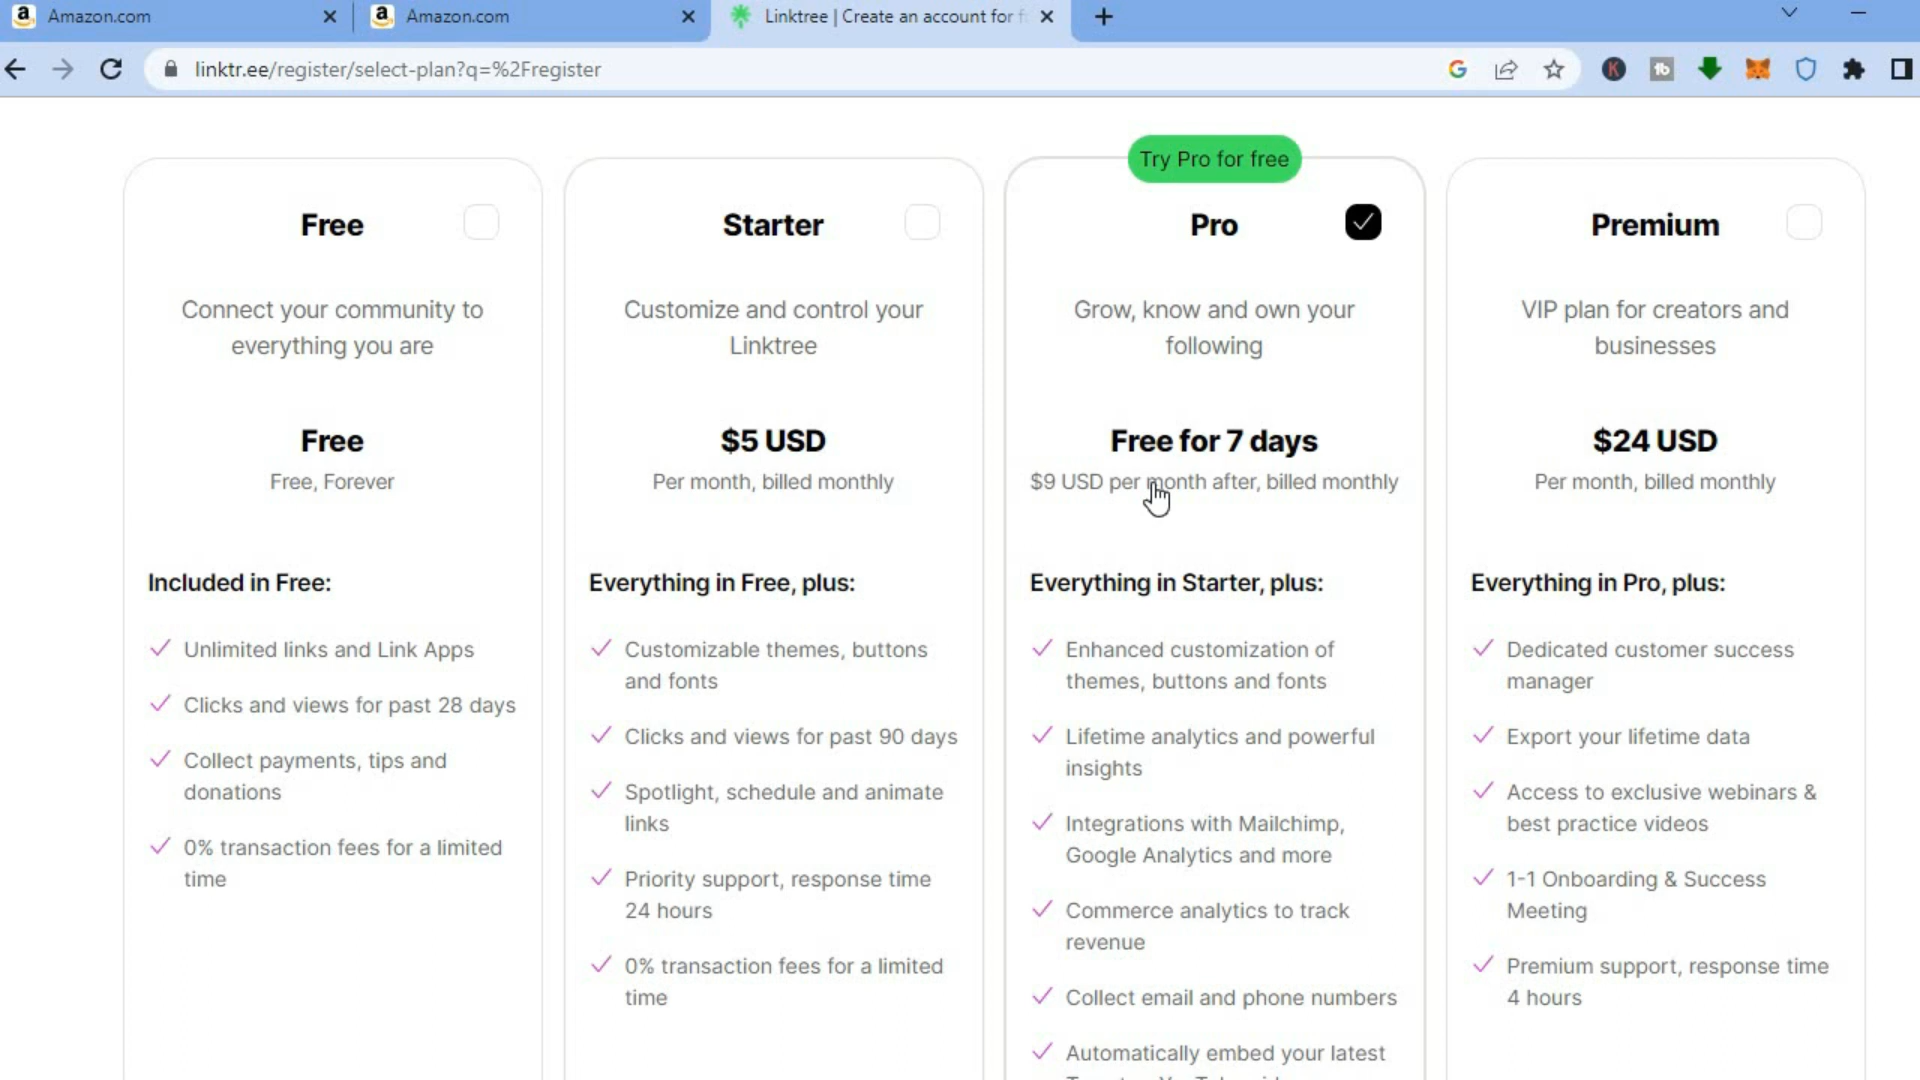 Amazon.com
Amazon.com
Linktree | Create an account for f
linktr.ee/register/select-plan?q=%2Fregister
Try Pro for free
Free
Connect your community to
everything you are
Free
Free, Forever
Included in Free:
Unlimited links and Link Apps
Clicks and views for past 28 days
Collect payments, tips and
donations
0% transaction fees for a limited
time
Starter
Customize and control your
Linktree
$5 USD
Per month, billed monthly
Everything in Free, plus:
Customizable themes, buttons
and fonts
Clicks and views for past 90 days
Spotlight, schedule and animate
links
Priority support, response time
24 hours
0% transaction fees for a limited
time
Pro
Grow, know and own your
following
Free for 7 days
$9 USD per month after, billed monthly
Everything in Starter, plus:
Enhanced customization of
themes, buttons and fonts
Lifetime analytics and powerful
insights
Integrations with Mailchimp,
Google Analytics and more
Commerce analytics to track
revenue
Collect email and phone numbers
Automatically embed your latest
Premium
VIP plan for creators and
businesses
$24 USD
Per month, billed monthly
Everything in Pro, plus:
Dedicated customer success
manager
Export your lifetime data
Access to exclusive webinars &
best practice videos
1-1 Onboarding & Success
Meeting
Premium support, response time
4 hours